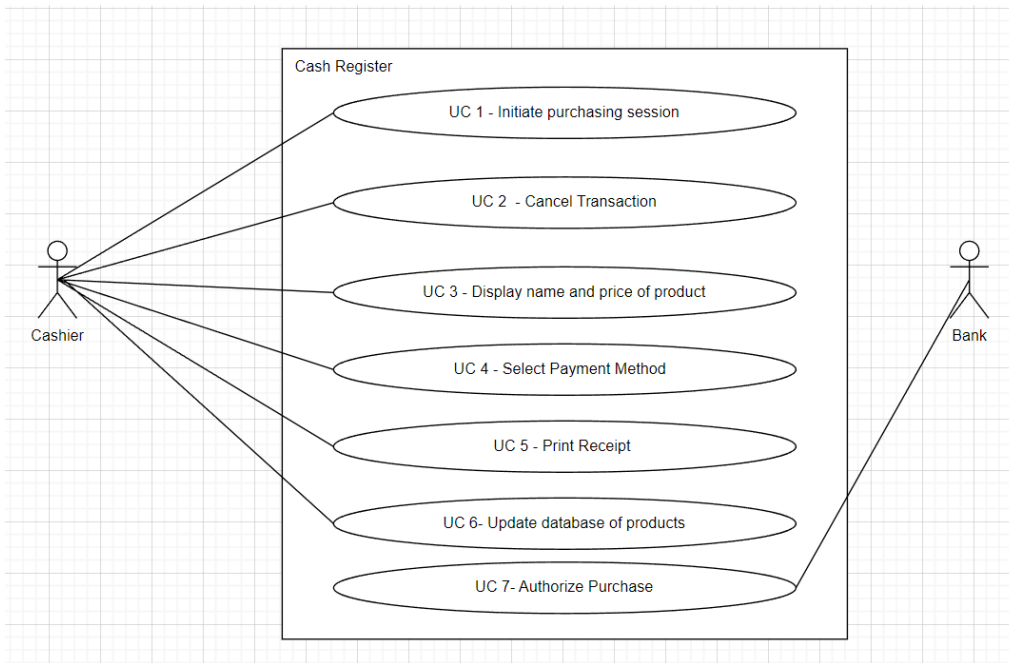 Cash Register
UC 1 - Initiate purchasing session
UC 2 - Cancel Transaction
UC 3 - Display name and price of product
Cashier
Bank
UC 4 - Select Payment Method
UC 5 - Print Receipt
UC 6- Update database of products
UC 7- Authorize Purchase